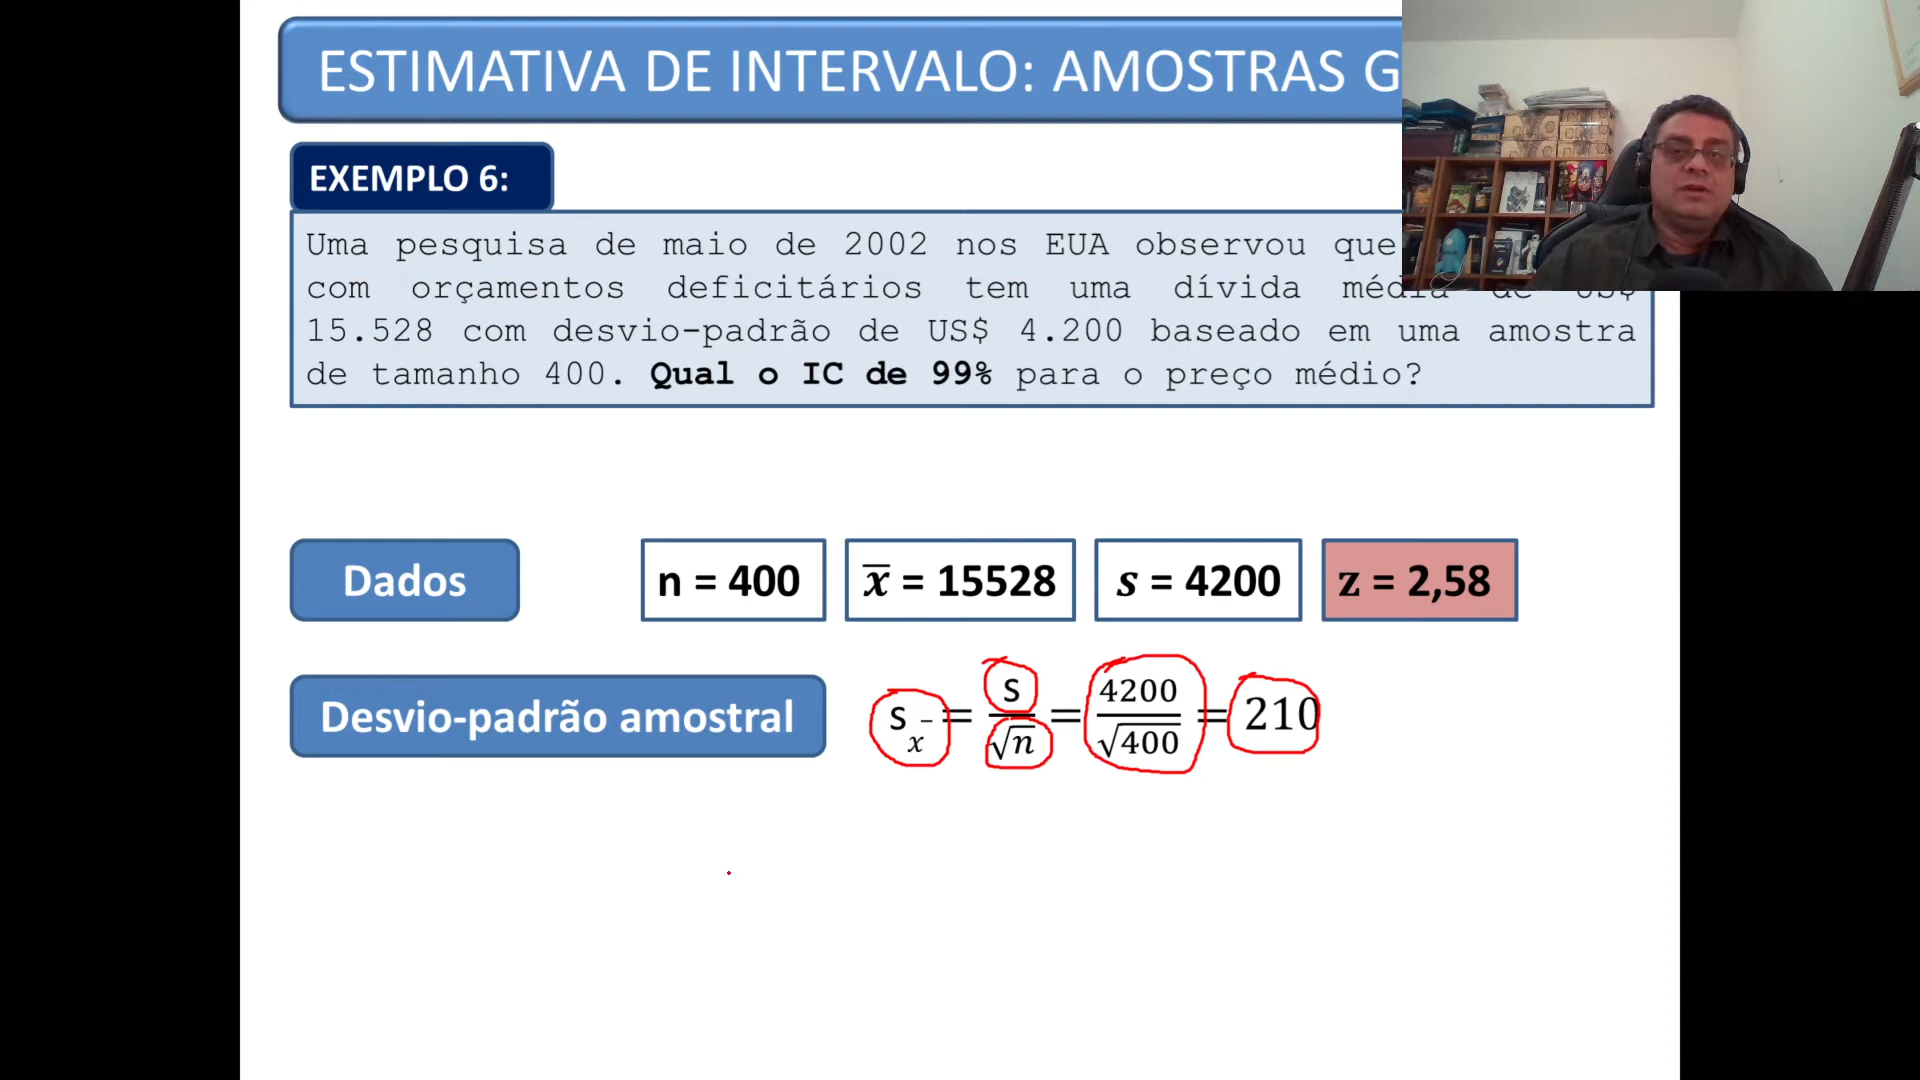 ESTIMATIVA DE INTERVALO: AMOSTRAS G
EXEMPLO 6:
Uma pesquisa de maio de 2002 nos EUA observou que
com orçamentos deficitários tem uma dívida média de US$
15.528 com desvio-padrão de US$ 4.200 baseado em uma amostra
de tamanho 400. Qual o IC de 99% para o preço médio?
Dados
n = 400
x̅ = 15528
s = 4200
z = 2,58
Desvio-padrão amostral
s_x̅ = s/√n = 4200/√400 = 210